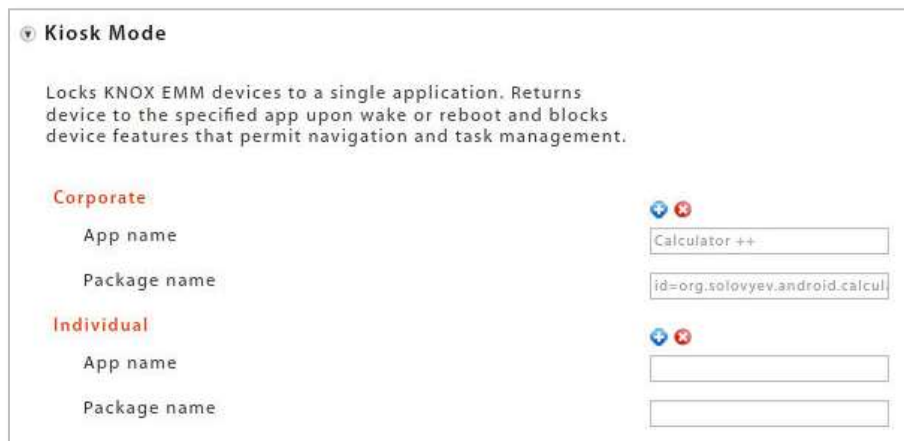 Kiosk Mode
Locks KNOX EMM devices to a single application. Returns
device to the specified app upon wake or reboot and blocks
device features that permit navigation and task management.
Corporate
App name
Calculator ++
Package name
id=org.solovyev.android.calcul
Individual
App name
Package name